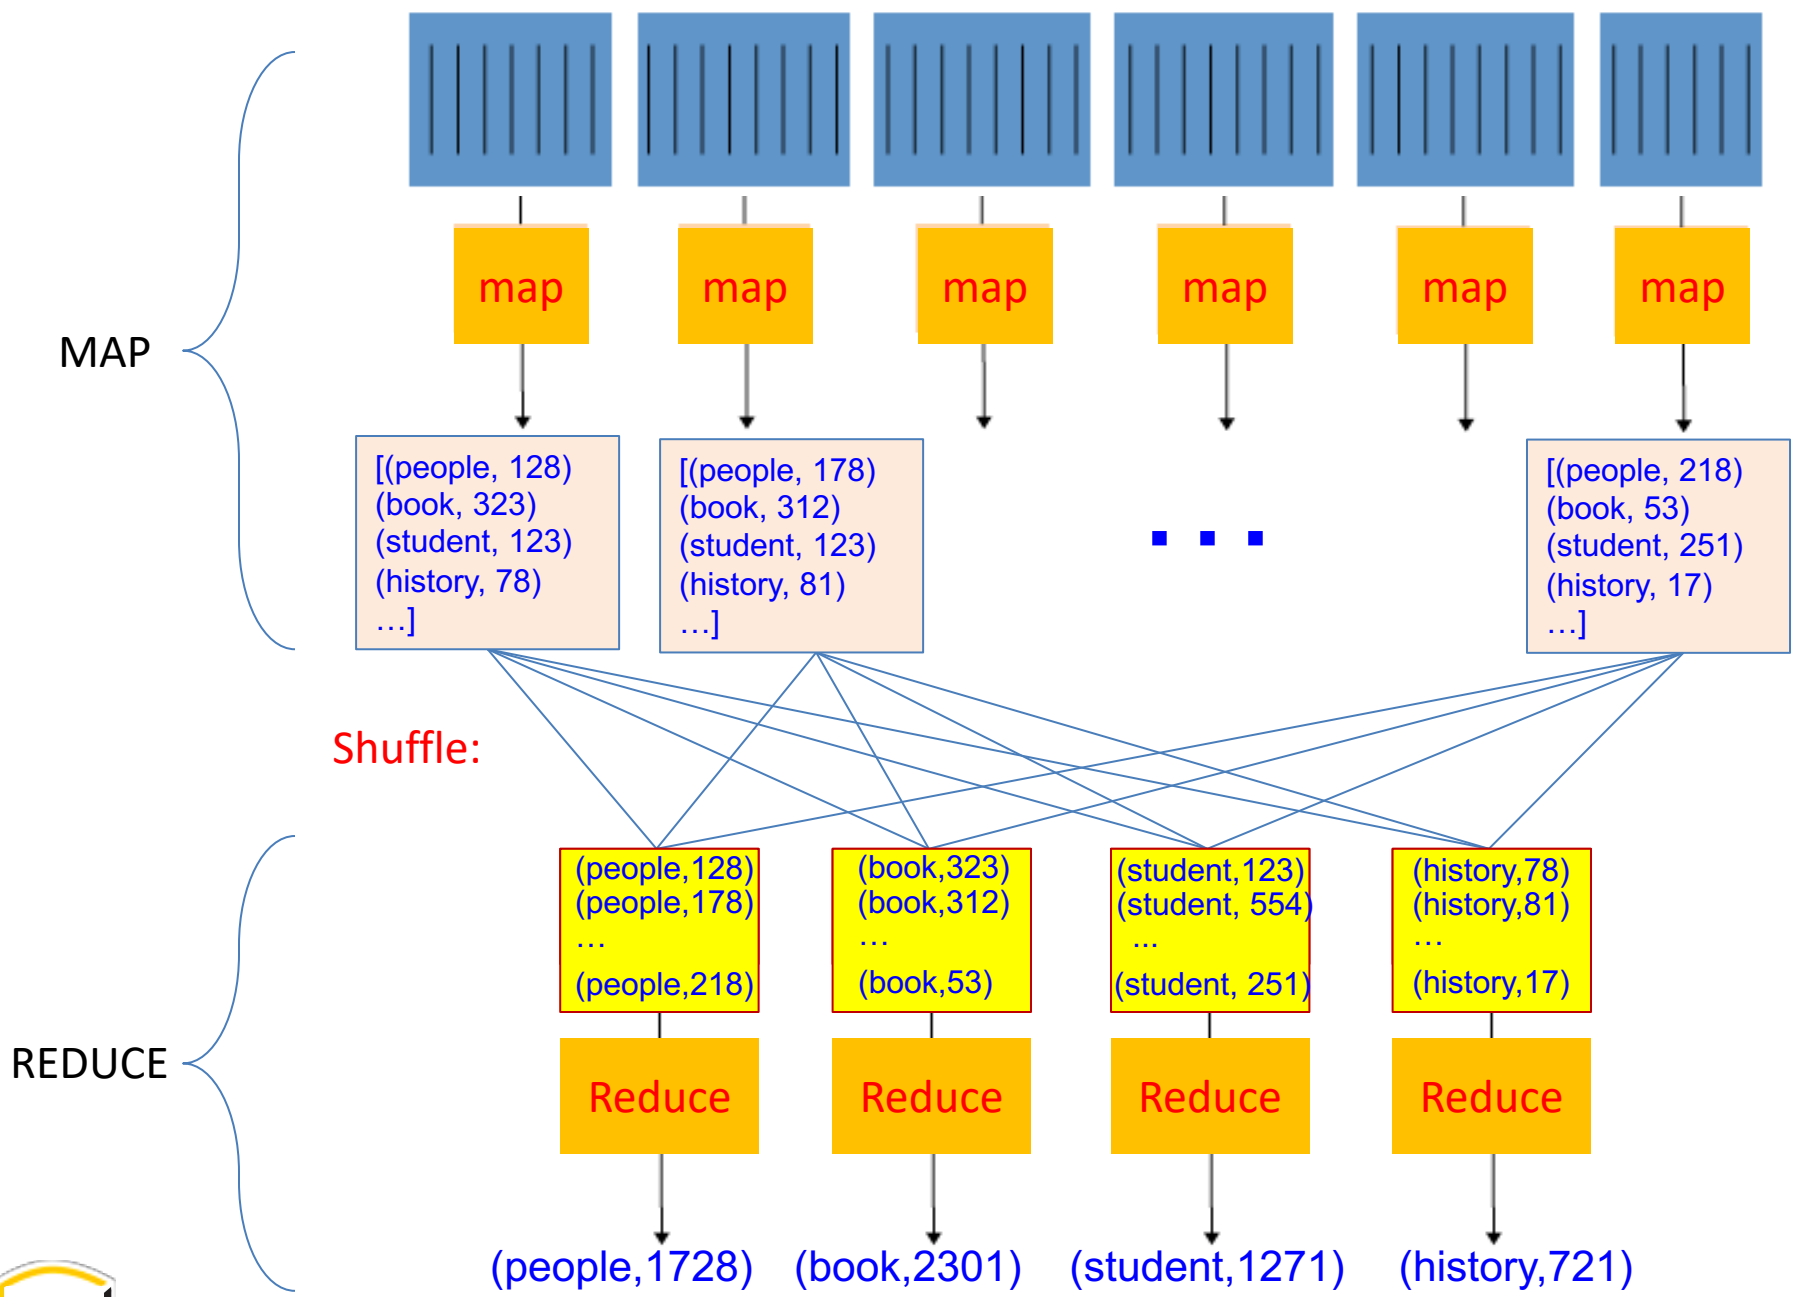 map map map map map map
MAP
[(people, 128)
(book, 323)
(student, 123)
(history, 78)
…]
[(people, 178)
(book, 312)
(student, 123)
(history, 81)
…]
[(people, 218)
(book, 53)
(student, 251)
(history, 17)
…]
Shuffle:
(people,128)
(people,178)
…
(people,218)
(book,323)
(book,312)
…
(book,53)
(student,123)
(student, 554)
...
(student, 251)
(history,78)
(history,81)
…
(history,17)
REDUCE
Reduce Reduce Reduce Reduce
(people,1728) (book,2301) (student,1271) (history,721)